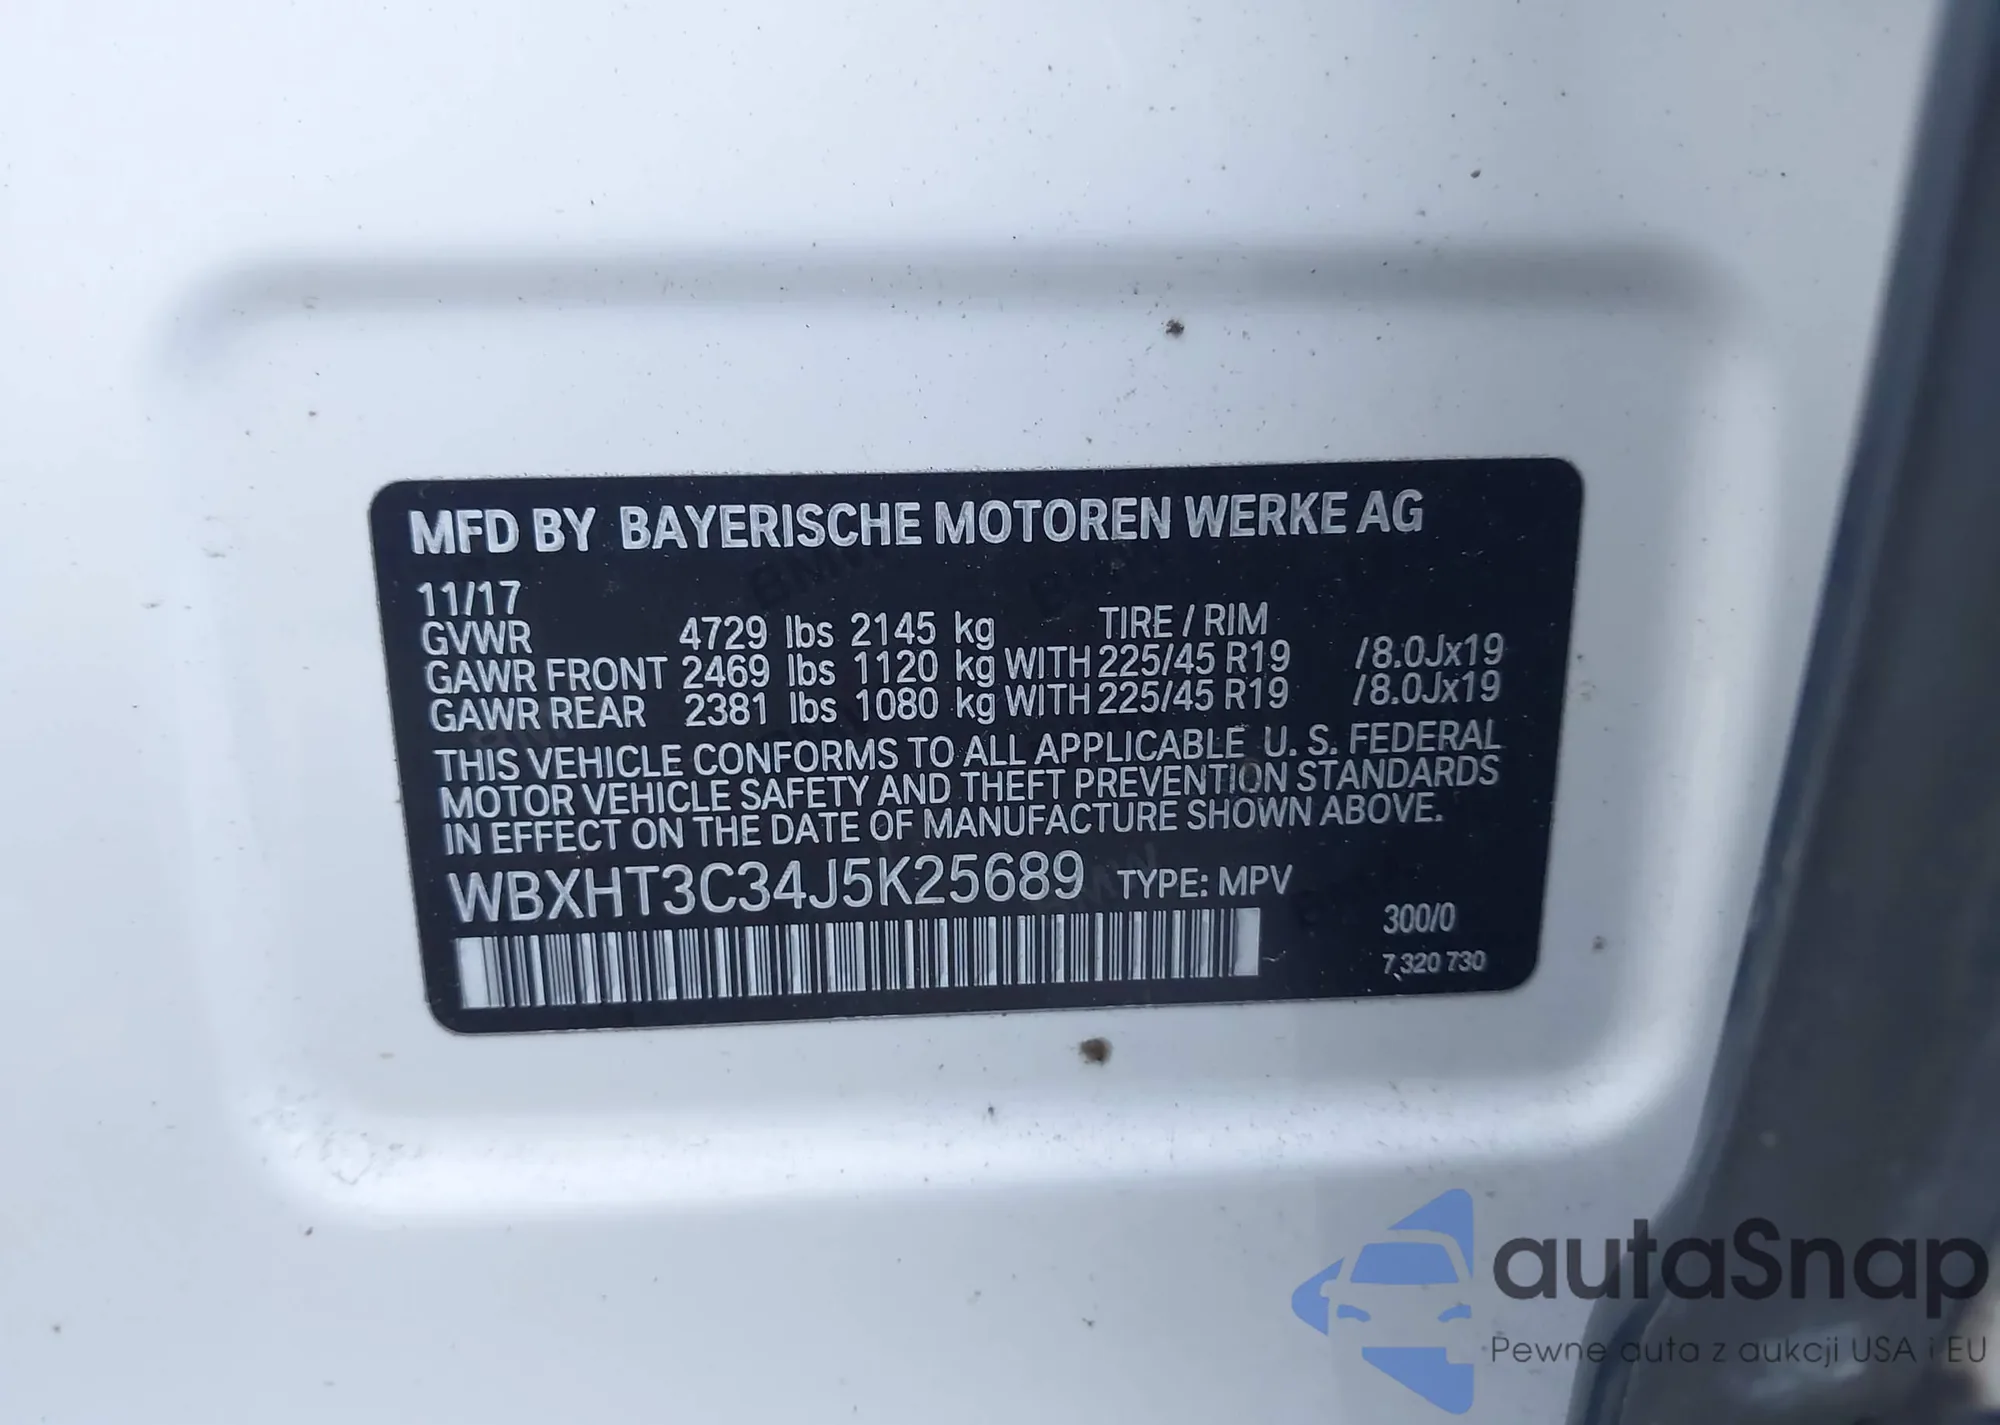 MFD BY BAYERISCHE MOTOREN WERKE AG
11/17
GVWR 4729 lbs 2145 kg TIRE / RIM
GAWR FRONT 2469 lbs 1120 kg WITH 225/45 R19 /8.0Jx19
GAWR REAR 2381 lbs 1080 kg WITH 225/45 R19 /8.0Jx19
THIS VEHICLE CONFORMS TO ALL APPLICABLE U. S. FEDERAL
MOTOR VEHICLE SAFETY AND THEFT PREVENTION STANDARDS
IN EFFECT ON THE DATE OF MANUFACTURE SHOWN ABOVE.
WBXHT3C34J5K25689 TYPE: MPV
300/0
7 320 730
autaSnap
Pewne auta z aukcji USA i EU